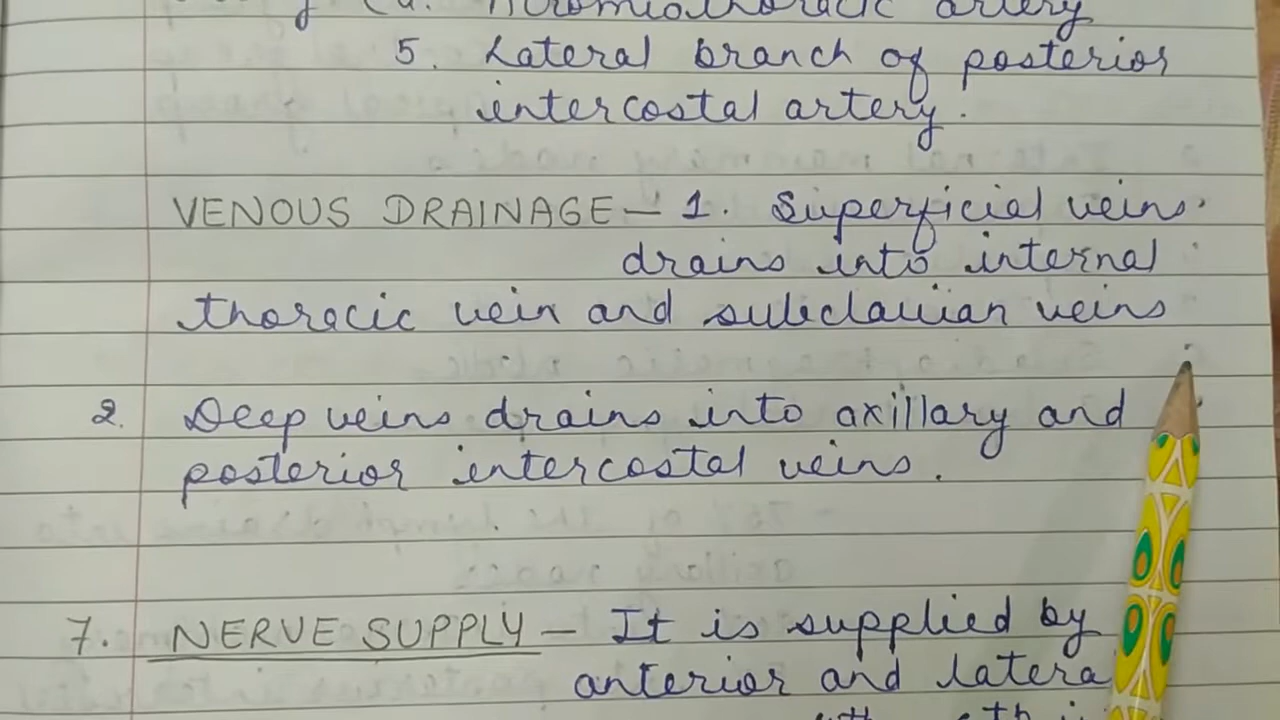 Acromiothoracic artery
5. Lateral branch of posterior
intercostal artery.
VENOUS DRAINAGE — 1. Superficial veins
drains into internal
thoracic vein and subclavian veins
2. Deep veins drains into axillary and
posterior intercostal veins.
7. NERVE SUPPLY — It is supplied by
anterior and latera